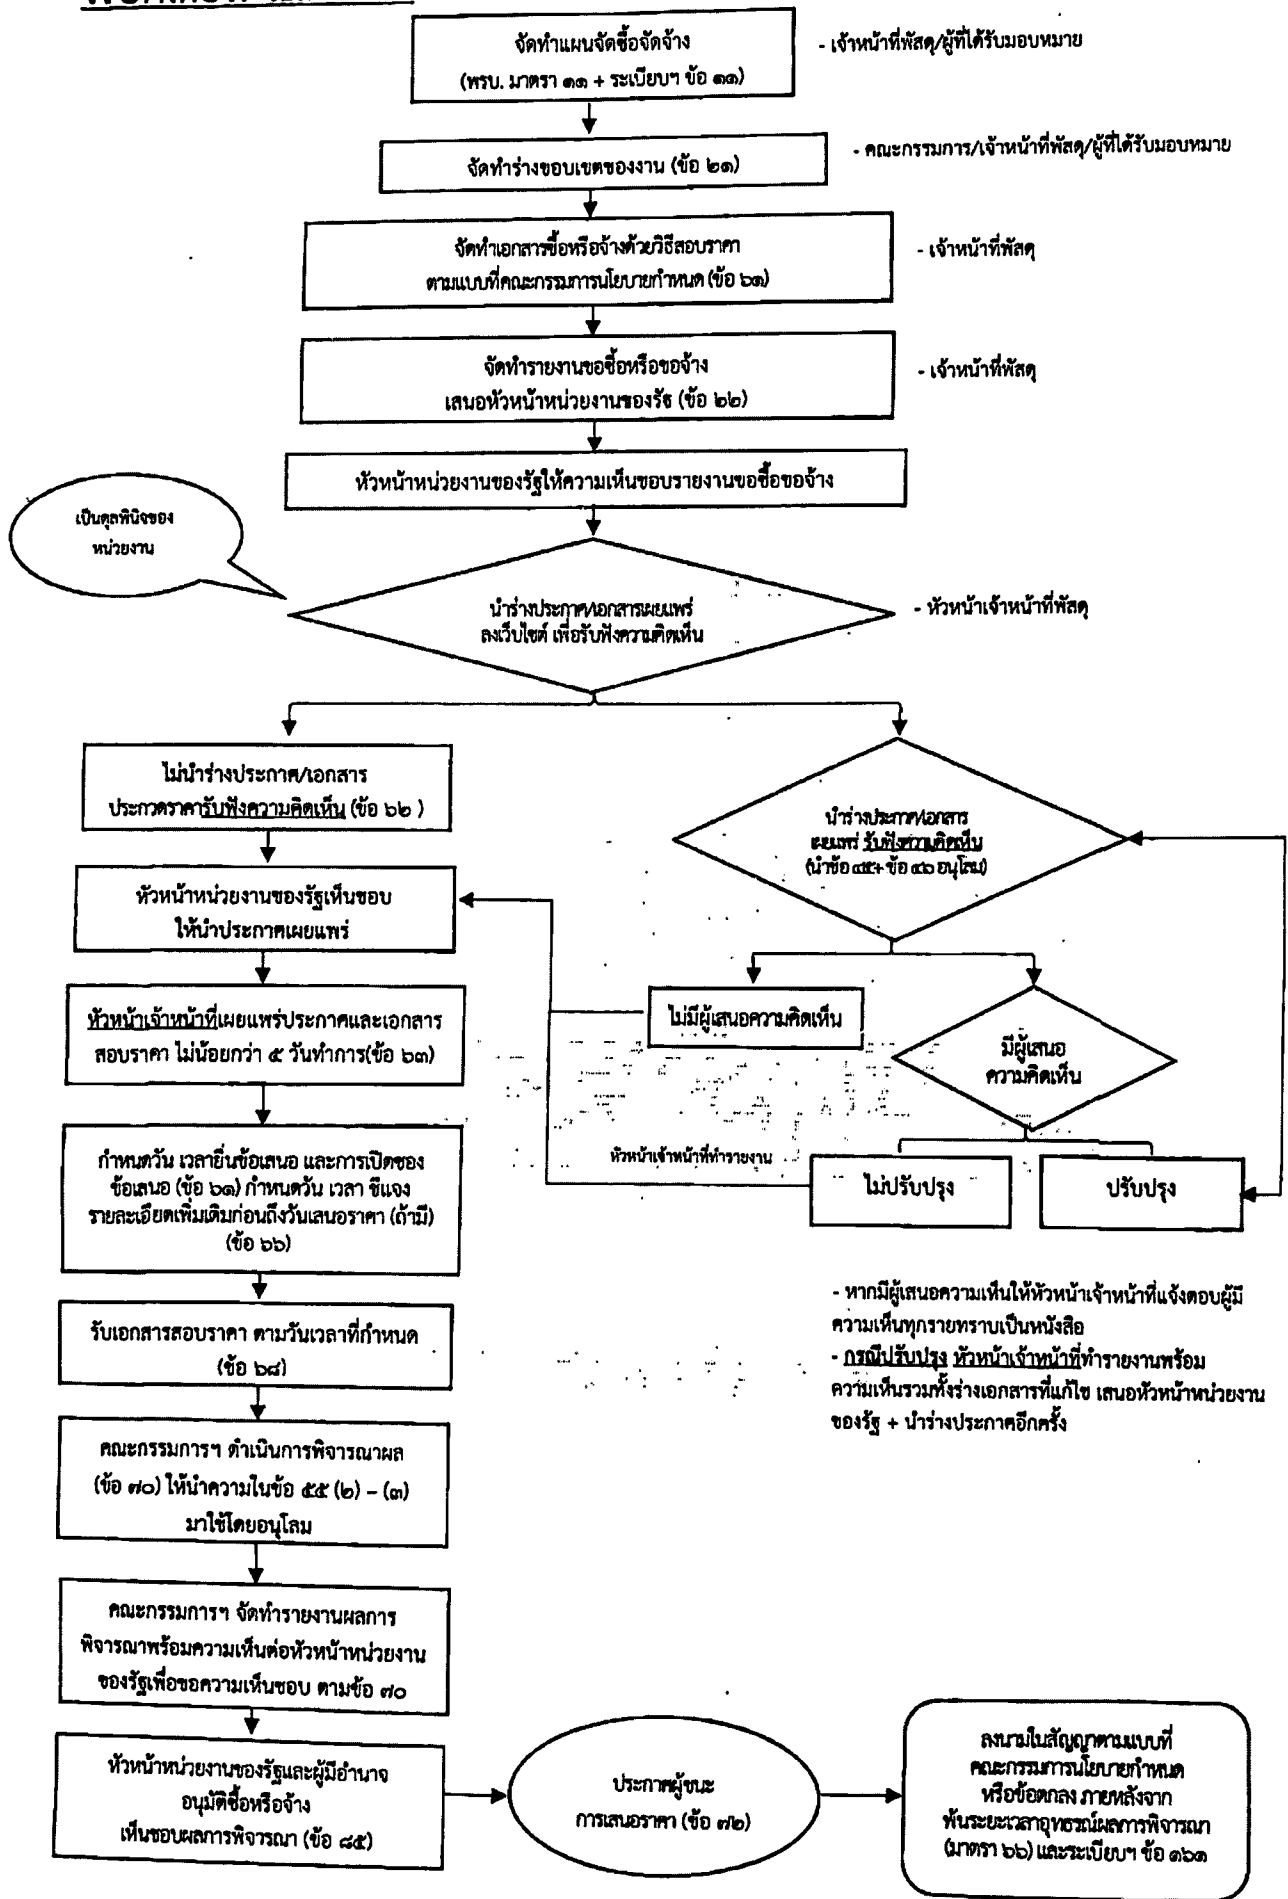 จัดทำแผนจัดซื้อจัดจ้าง
(พรบ. มาตรา ๑๑ + ระเบียบฯ ข้อ ๑๑)
- เจ้าหน้าที่พัสดุ/ผู้ที่ได้รับมอบหมาย
จัดทำร่างขอบเขตของงาน (ข้อ ๒๑)
- คณะกรรมการ/เจ้าหน้าที่พัสดุ/ผู้ที่ได้รับมอบหมาย
จัดทำเอกสารซื้อหรือจ้างด้วยวิธีสอบราคา
ตามแบบที่คณะกรรมการนโยบายกำหนด (ข้อ ๖๑)
- เจ้าหน้าที่พัสดุ
จัดทำรายงานขอซื้อหรือขอจ้าง
เสนอหัวหน้าหน่วยงานของรัฐ (ข้อ ๒๒)
- เจ้าหน้าที่พัสดุ
หัวหน้าหน่วยงานของรัฐให้ความเห็นชอบรายงานขอซื้อขอจ้าง
เป็นดุลพินิจของ
หน่วยงาน
นำร่างประกาศ/เอกสารเผยแพร่
ลงเว็บไซต์ เพื่อรับฟังความคิดเห็น
- หัวหน้าเจ้าหน้าที่พัสดุ
ไม่นำร่างประกาศ/เอกสาร
ประกวดราคารับฟังความคิดเห็น (ข้อ ๖๒ )
นำร่างประกาศ/เอกสาร
เผยแพร่ รับฟังความคิดเห็น
(นำข้อ ๔๕+ ข้อ ๔๖ อนุโลม)
หัวหน้าหน่วยงานของรัฐเห็นชอบ
ให้นำประกาศเผยแพร่
ไม่มีผู้เสนอความคิดเห็น
มีผู้เสนอ
ความคิดเห็น
หัวหน้าเจ้าหน้าที่เผยแพร่ประกาศและเอกสาร
สอบราคา ไม่น้อยกว่า ๕ วันทำการ(ข้อ ๖๓)
หัวหน้าเจ้าหน้าที่ทำรายงาน
ไม่ปรับปรุง
ปรับปรุง
กำหนดวัน เวลายื่นข้อเสนอ และการเปิดซอง
ข้อเสนอ (ข้อ ๖๑) กำหนดวัน เวลา ชี้แจง
รายละเอียดเพิ่มเติมก่อนถึงวันเสนอราคา (ถ้ามี)
(ข้อ ๖๖)
- หากมีผู้เสนอความเห็นให้หัวหน้าเจ้าหน้าที่แจ้งตอบผู้มี
ความเห็นทุกรายทราบเป็นหนังสือ
- กรณีปรับปรุง หัวหน้าเจ้าหน้าที่ทำรายงานพร้อม
ความเห็นรวมทั้งร่างเอกสารที่แก้ไข เสนอหัวหน้าหน่วยงาน
ของรัฐ + นำร่างประกาศอีกครั้ง
รับเอกสารสอบราคา ตามวันเวลาที่กำหนด
(ข้อ ๖๘)
คณะกรรมการฯ ดำเนินการพิจารณาผล
(ข้อ ๗๐) ให้นำความในข้อ ๕๕ (๒) – (๓)
มาใช้โดยอนุโลม
คณะกรรมการฯ จัดทำรายงานผลการ
พิจารณาพร้อมความเห็นต่อหัวหน้าหน่วยงาน
ของรัฐเพื่อขอความเห็นชอบ ตามข้อ ๗๐
หัวหน้าหน่วยงานของรัฐและผู้มีอำนาจ
อนุมัติซื้อหรือจ้าง
เห็นชอบผลการพิจารณา (ข้อ ๘๕)
ประกาศผู้ชนะ
การเสนอราคา (ข้อ ๗๒)
ลงนามในสัญญาตามแบบที่
คณะกรรมการนโยบายกำหนด
หรือข้อตกลง ภายหลังจาก
พ้นระยะเวลาอุทธรณ์ผลการพิจารณา
(มาตรา ๖๖) และระเบียบฯ ข้อ ๑๖๑